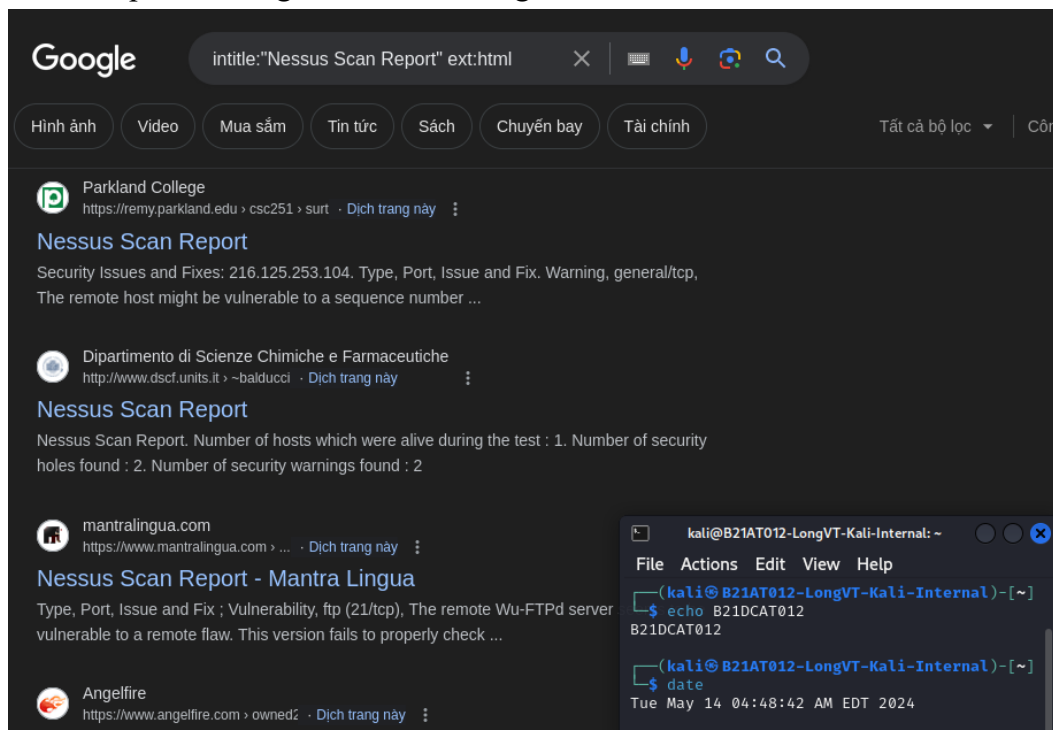 Google
intitle:"Nessus Scan Report" ext:html
Hình ảnh Video Mua sắm Tin tức Sách Chuyến bay Tài chính Tất cả bộ lọc
Parkland College
https://remy.parkland.edu › csc251 › surt · Dịch trang này
Nessus Scan Report
Security Issues and Fixes: 216.125.253.104. Type, Port, Issue and Fix. Warning, general/tcp,
The remote host might be vulnerable to a sequence number ...
Dipartimento di Scienze Chimiche e Farmaceutiche
http://www.dscf.units.it › ~balducci · Dịch trang này
Nessus Scan Report
Nessus Scan Report. Number of hosts which were alive during the test : 1. Number of security
holes found : 2. Number of security warnings found : 2
mantralingua.com
https://www.mantralingua.com › ... · Dịch trang này
Nessus Scan Report - Mantra Lingua
Type, Port, Issue and Fix ; Vulnerability, ftp (21/tcp), The remote Wu-FTPd server
vulnerable to a remote flaw. This version fails to properly check ...
Angelfire
https://www.angelfire.com › owned2 · Dịch trang này
kali@B21AT012-LongVT-Kali-Internal: ~
File Actions Edit View Help
(kali㉿B21AT012-LongVT-Kali-Internal)-[~]
$ echo B21DCAT012
B21DCAT012
(kali㉿B21AT012-LongVT-Kali-Internal)-[~]
$ date
Tue May 14 04:48:42 AM EDT 2024